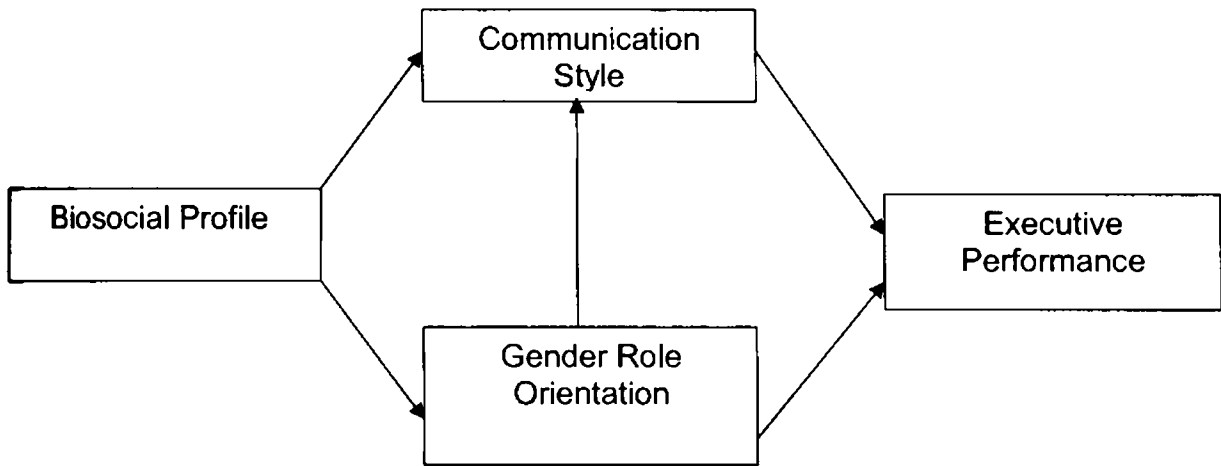 Communication
Style
Biosocial Profile
Executive
Performance
Gender Role
Orientation